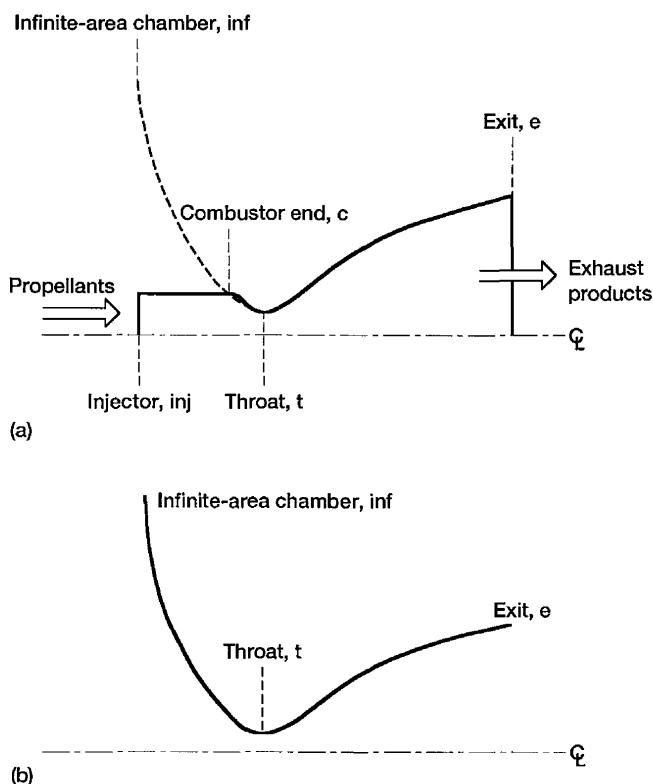 Infinite-area chamber, inf
Exit, e
Combustor end, c
Propellants
Exhaust
products
℄
Injector, inj
Throat, t
(a)
Infinite-area chamber, inf
Exit, e
Throat, t
℄
(b)